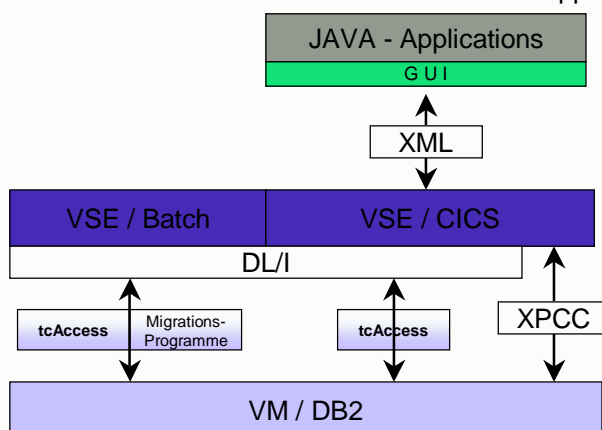 JAVA - Applications
G U I
XML
VSE / Batch
VSE / CICS
DL/I
tcAccess
Migrations-
Programme
tcAccess
XPCC
VM / DB2